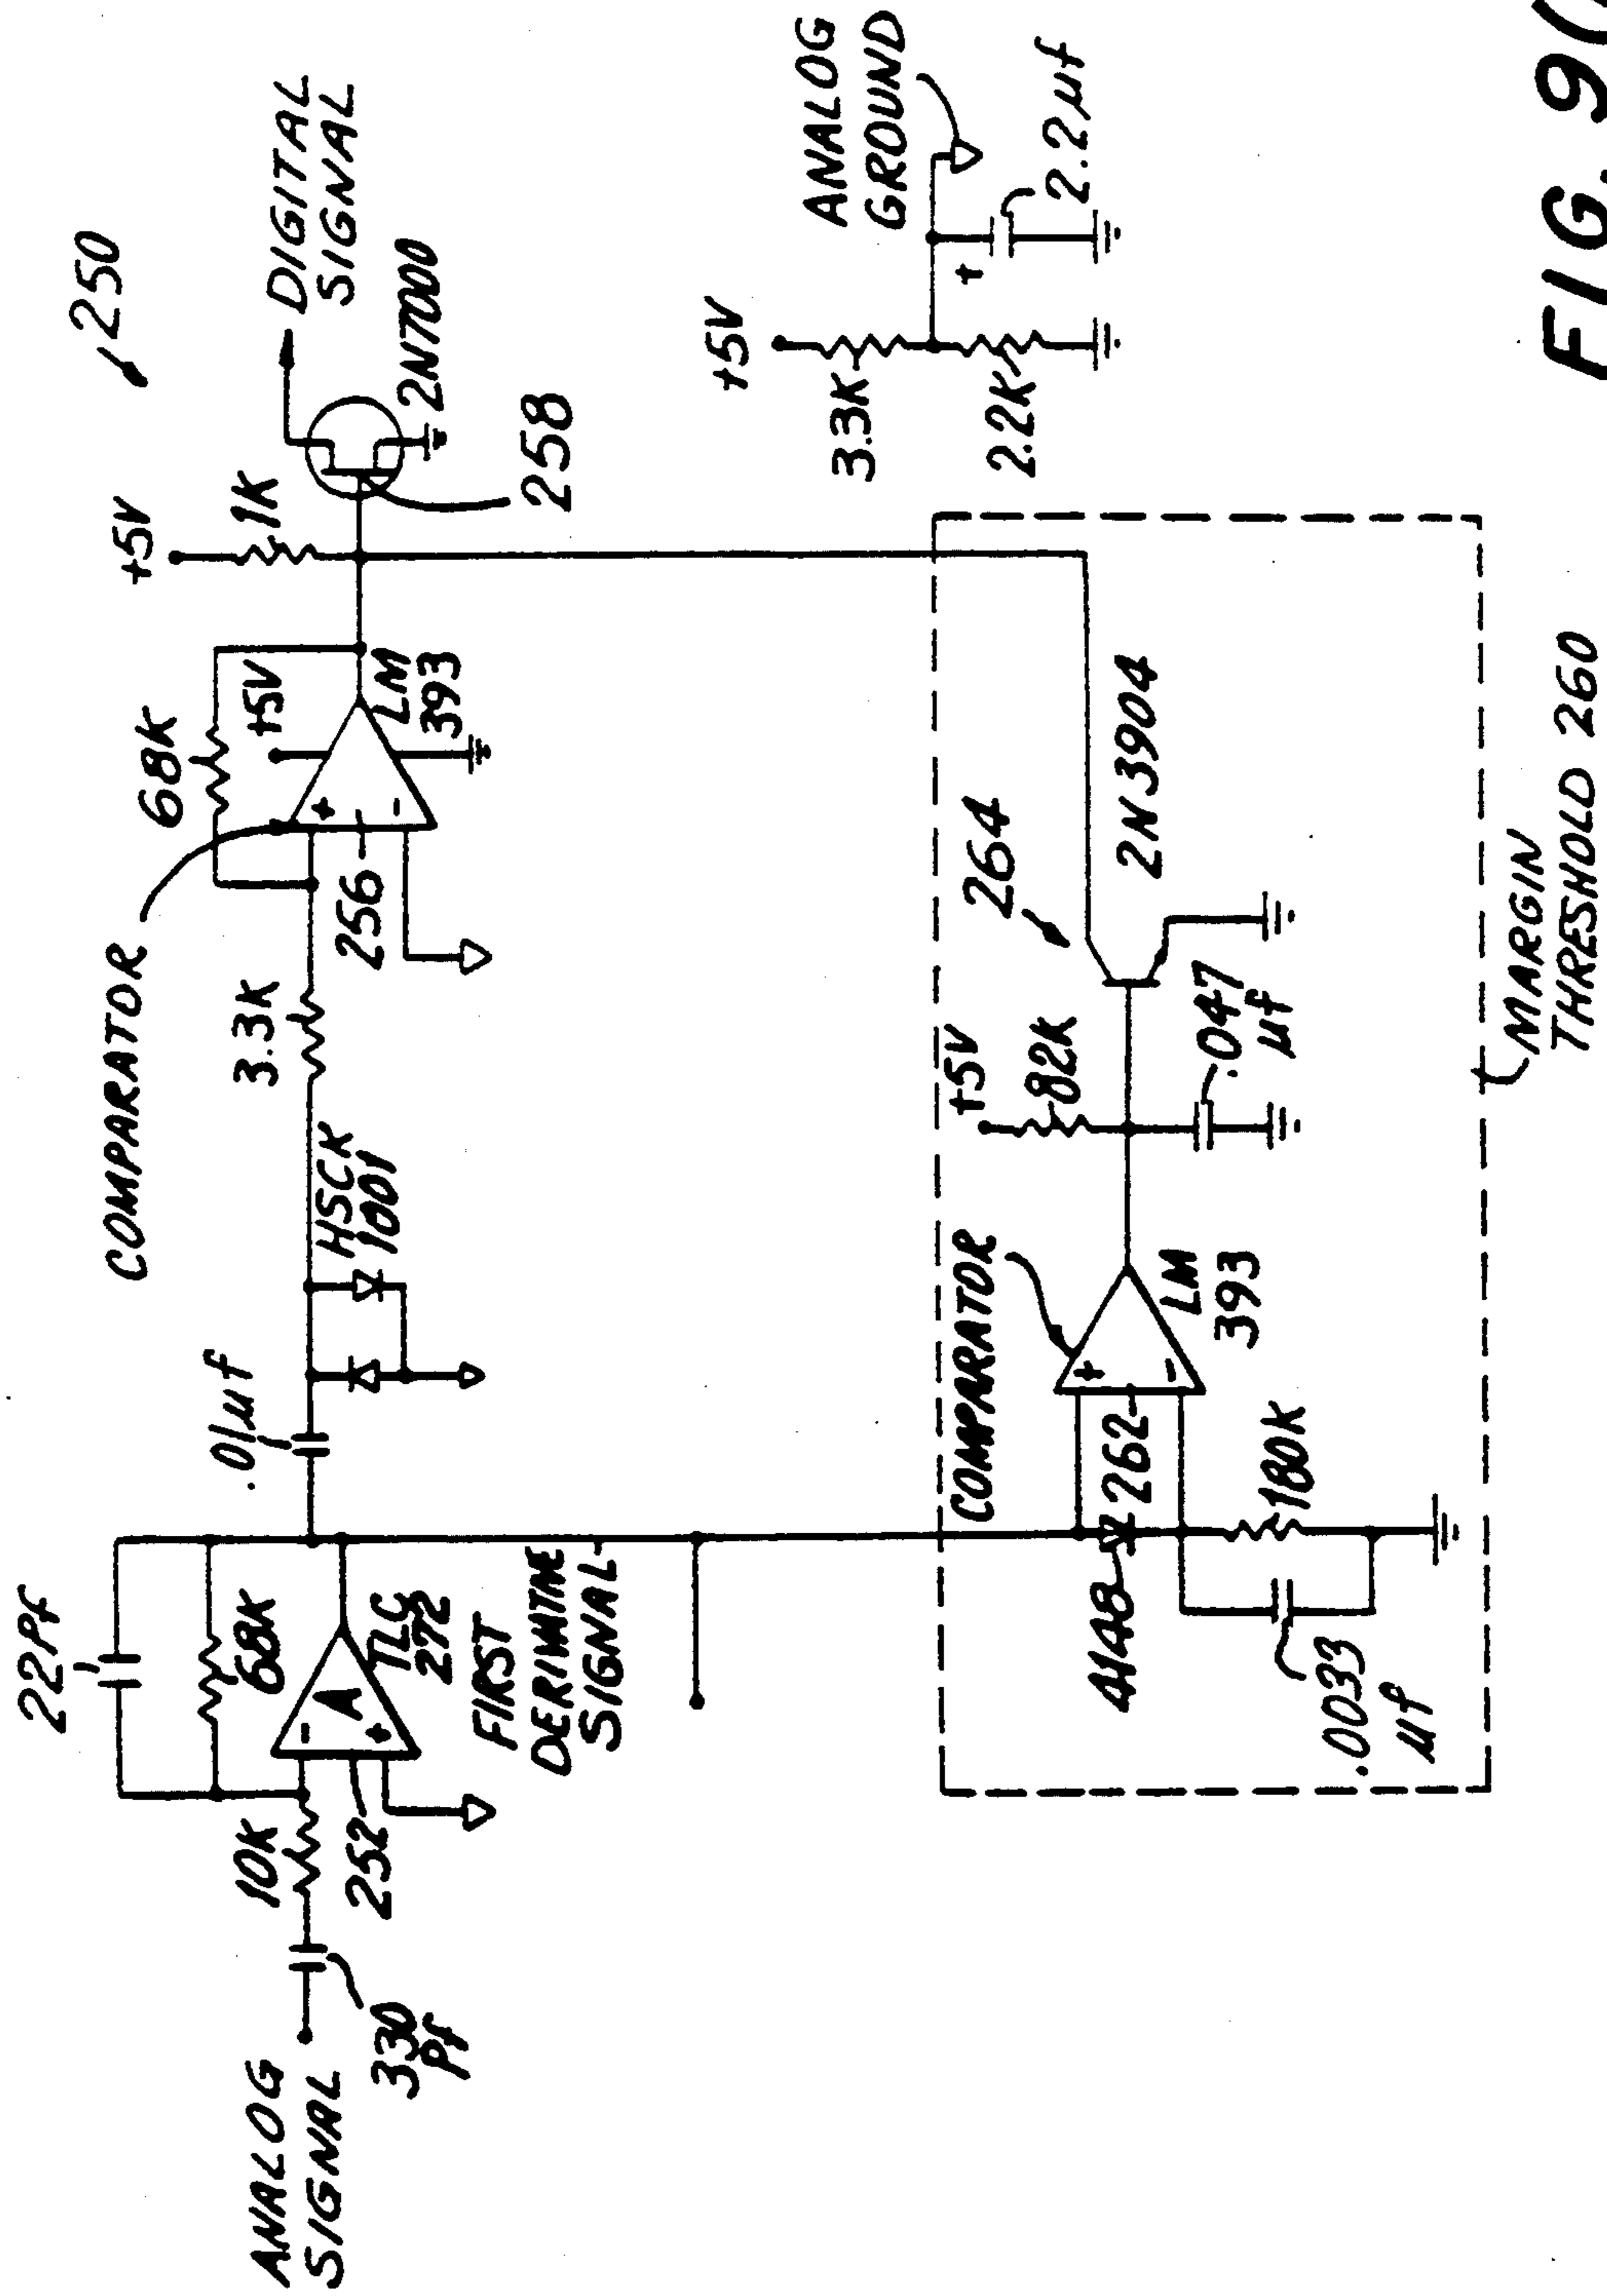 250
22Pf
68K
10K
ANALOG
SIGNAL
330
Pf
252
-
A
+
TLC
272
FIRST
DERIVATIVE
SIGNAL
.01µf
HSCK
1001
3.3K
COMPARATOR
68K
+5V
+
-
256
LM
393
+5V
1K
DIGITAL
SIGNAL
2N7000
258
COMPARATOR
4148
262
+
-
LM
393
180K
.0033
µf
+5V
82K
.047
µf
264
2N3904
MARGIN
THRESHOLD 260
+5V
3.3K
2.2K
+
2.2µf
ANALOG
GROUND
FIG. 9(